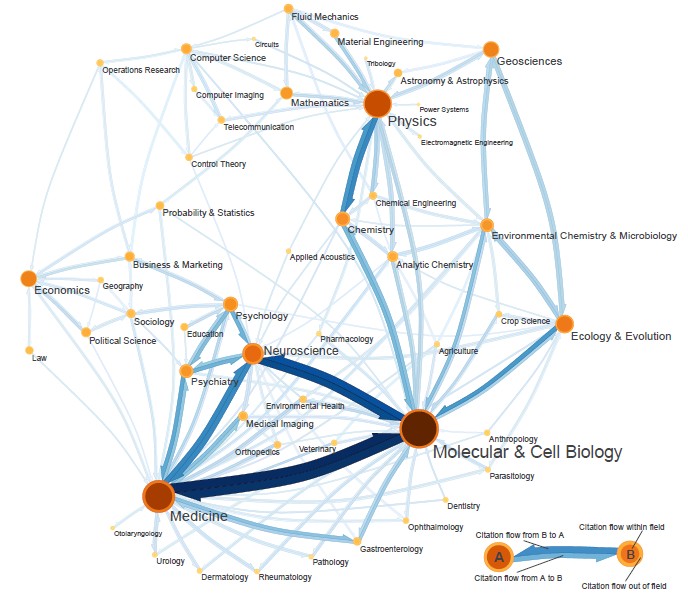 Fluid Mechanics
Circuits
Material Engineering
Computer Science
Tribology
Geosciences
Operations Research
Astronomy & Astrophysics
Computer Imaging
Mathematics
Power Systems
Physics
Telecommunication
Electromagnetic Engineering
Control Theory
Chemical Engineering
Probability & Statistics
Chemistry
Environmental Chemistry & Microbiology
Applied Acoustics
Business & Marketing
Analytic Chemistry
Economics
Geography
Psychology
Sociology
Crop Science
Education
Political Science
Pharmacology
Ecology & Evolution
Neuroscience
Agriculture
Law
Psychiatry
Environmental Health
Medical Imaging
Anthropology
Orthopedics
Veterinary
Molecular & Cell Biology
Parasitology
Medicine
Dentistry
Otolaryngology
Ophthalmology
Citation flow within field
Citation flow from B to A
Gastroenterology
A
B
Urology
Pathology
Dermatology
Rheumatology
Citation flow from A to B
Citation flow out of field